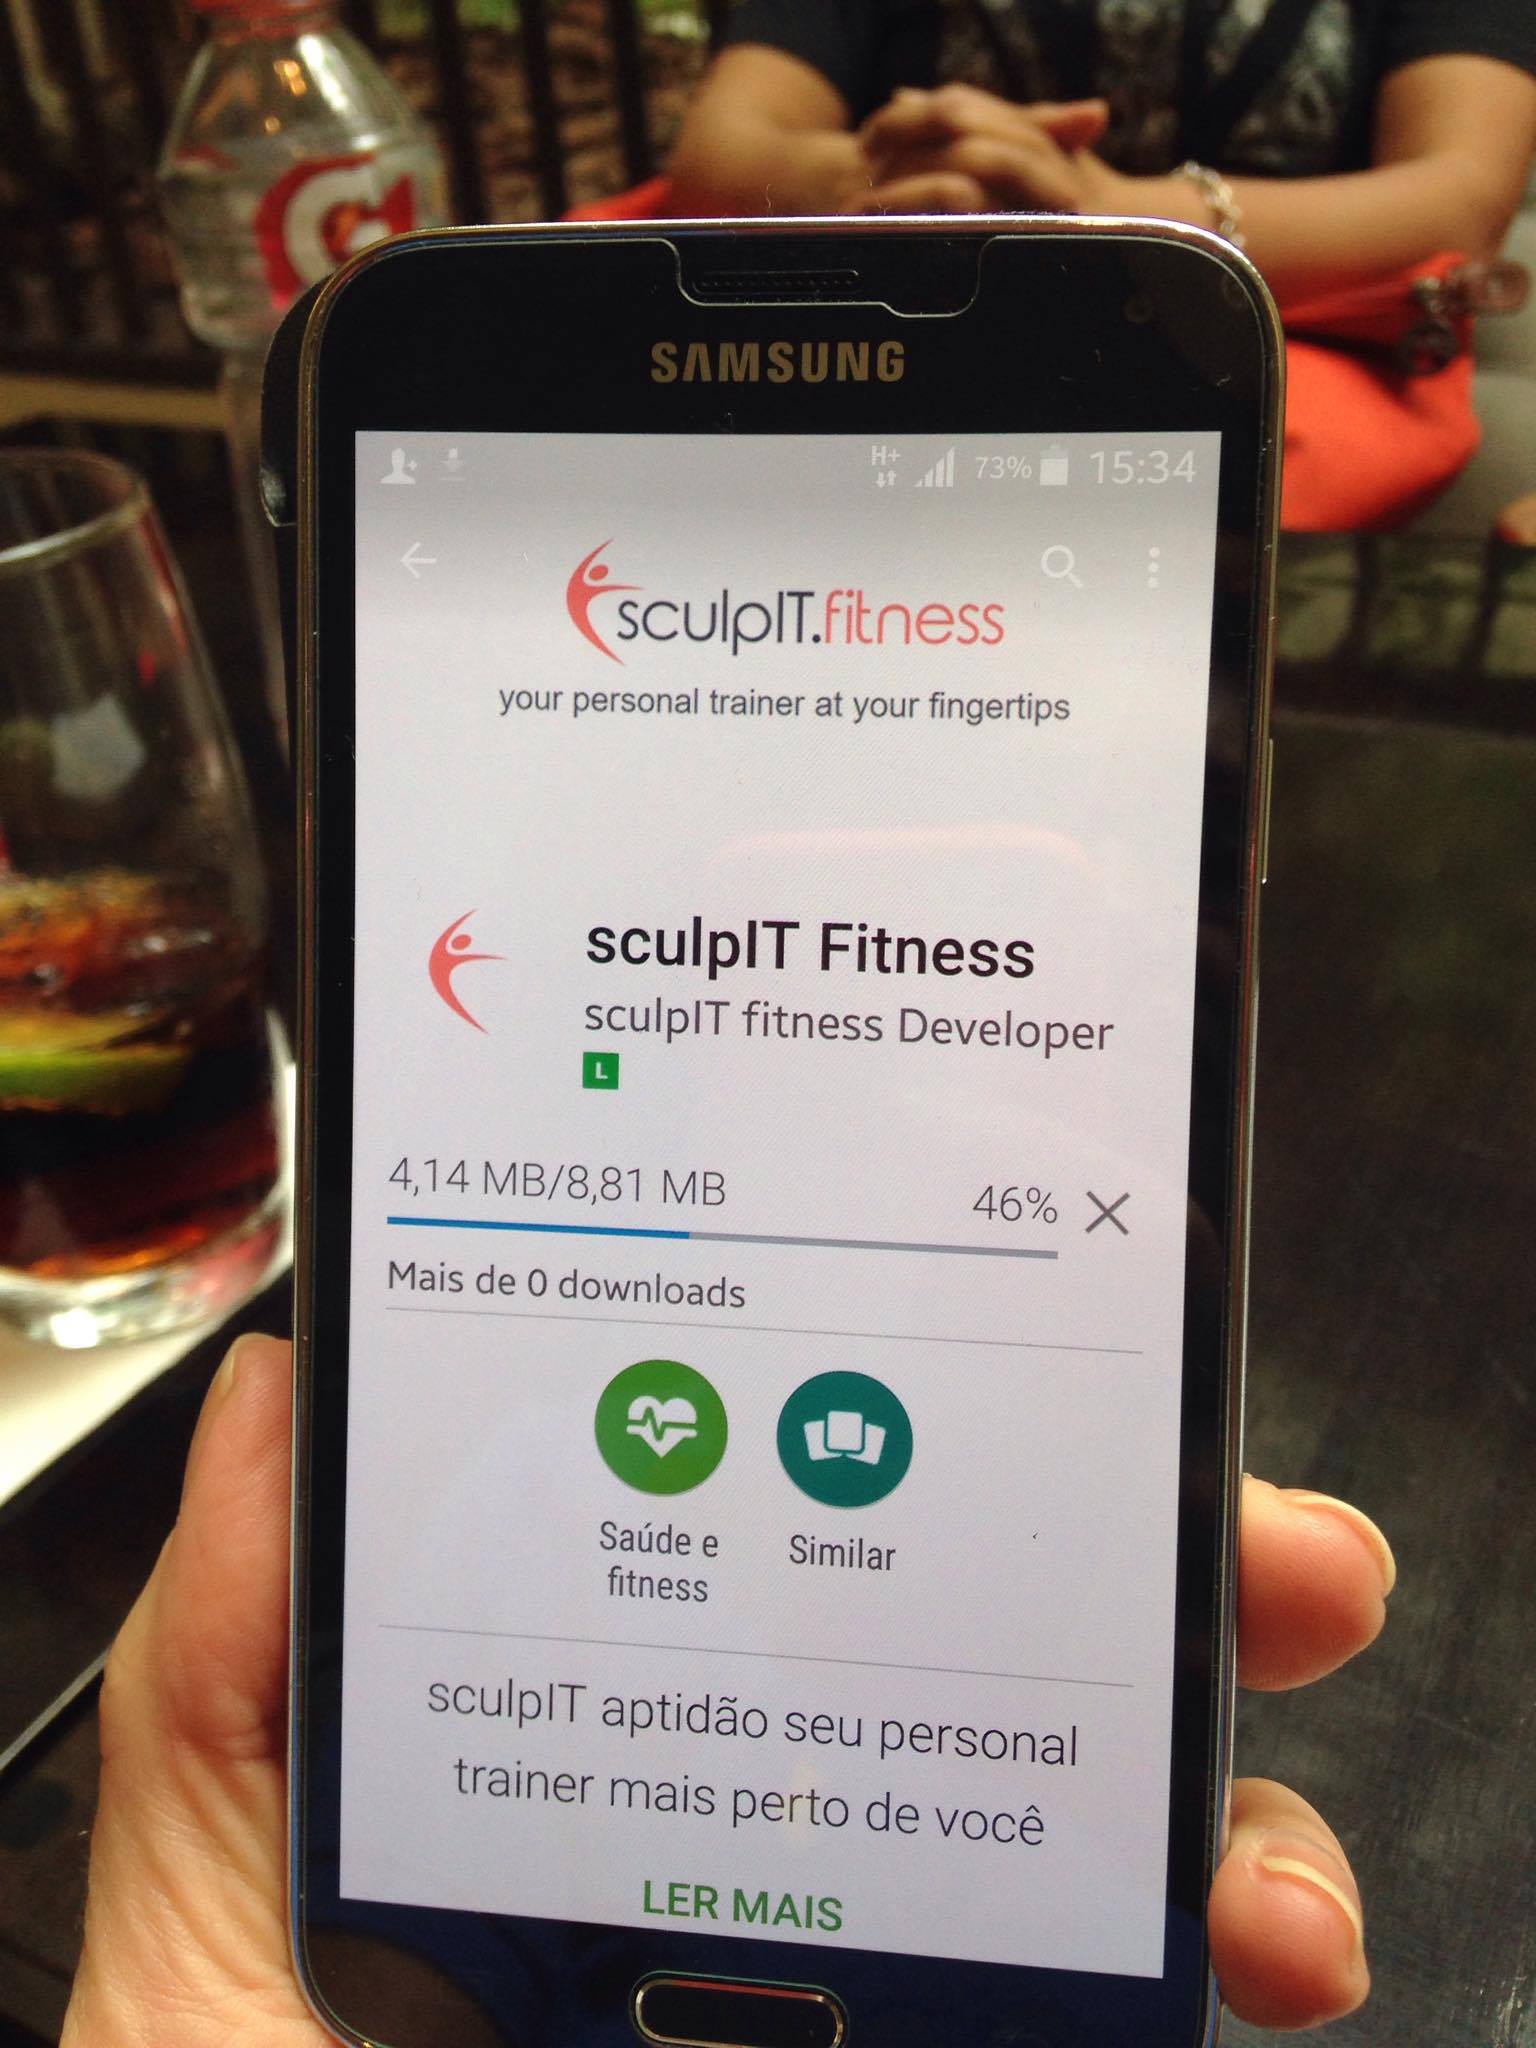 G
SAMSUNG
H+ 73% 15:34
sculpIT.fitness
your personal trainer at your fingertips
sculpIT Fitness
sculpIT fitness Developer
L
4,14 MB/8,81 MB 46%
Mais de 0 downloads
Saúde e
fitness
Similar
sculpIT aptidão seu personal
trainer mais perto de você
LER MAIS